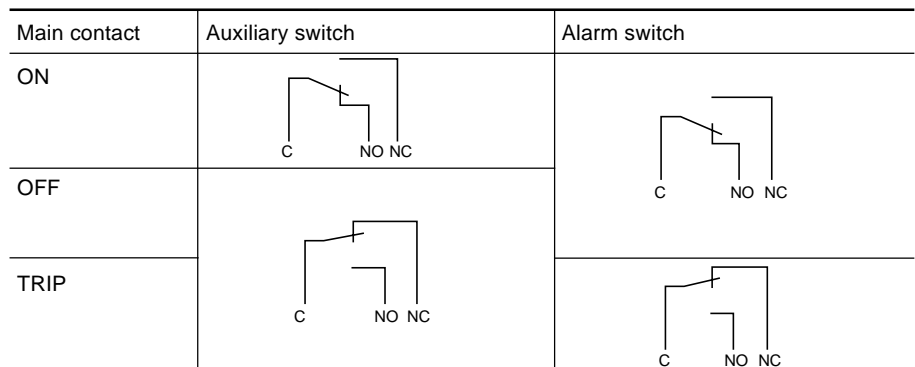 Main contact Auxiliary switch Alarm switch
ON
C NO NC
C NO NC
OFF
C NO NC
TRIP
C NO NC